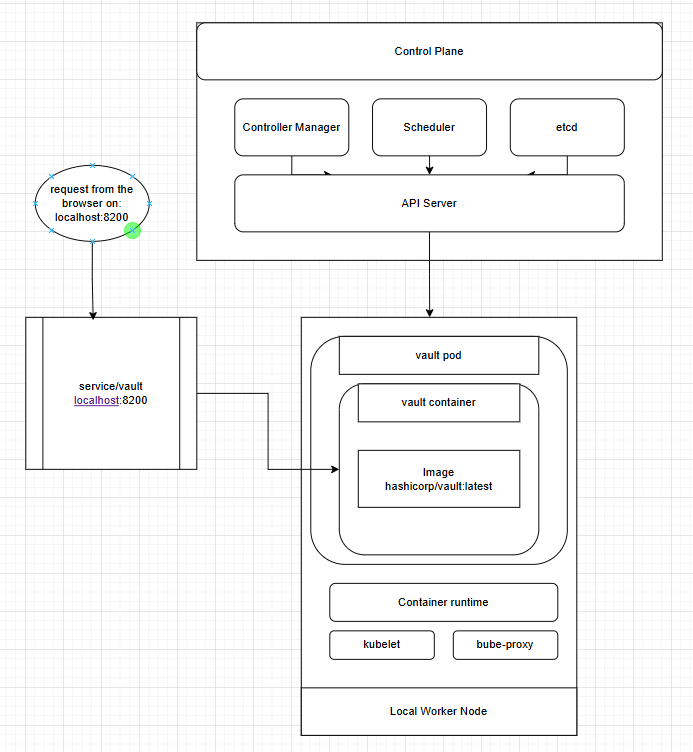 Control Plane
Controller Manager
Scheduler
etcd
API Server
request from the
browser on:
localhost:8200
service/vault
localhost:8200
vault pod
vault container
Image
hashicorp/vault:latest
Container runtime
kubelet
bube-proxy
Local Worker Node